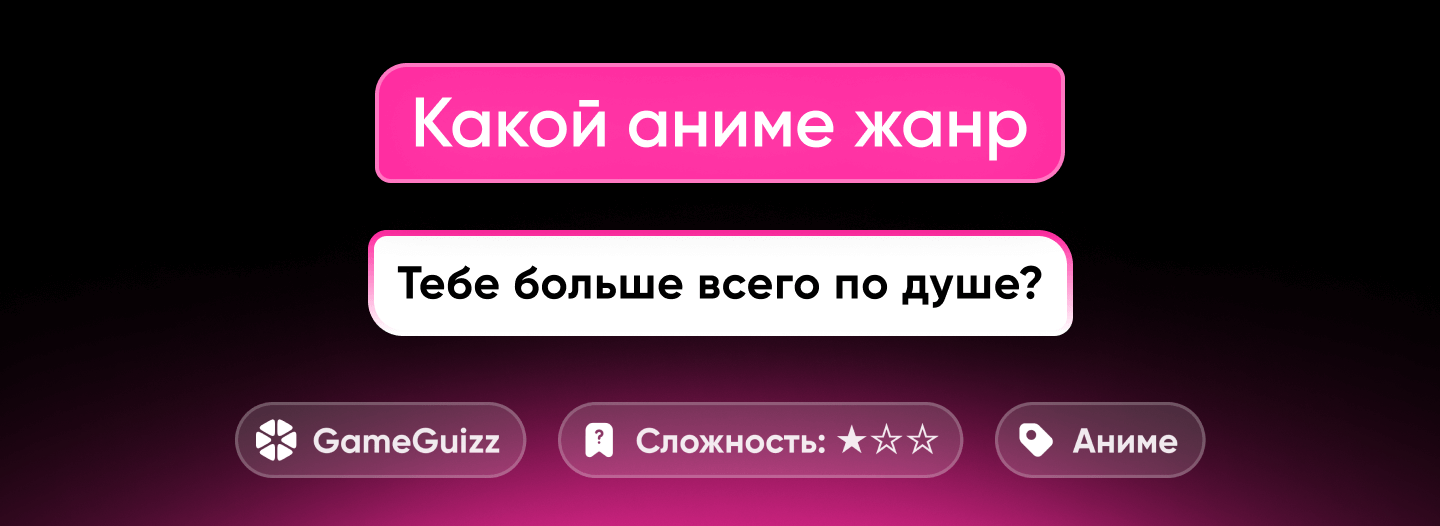 Какой аниме жанр
Тебе больше всего по душе?
GameGuizz
Сложность: ★☆☆
Аниме